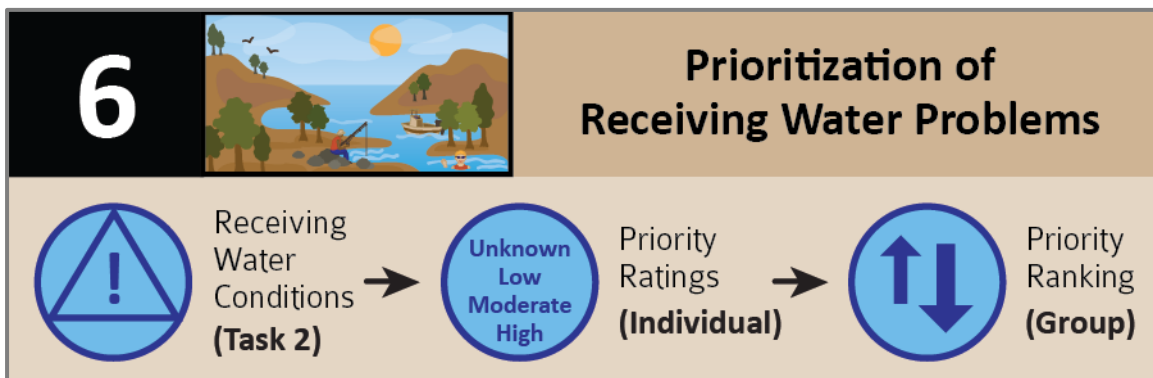 6
Prioritization of
Receiving Water Problems
!
Receiving
Water
Conditions
(Task 2)
Unknown
Low
Moderate
High
Priority
Ratings
(Individual)
Priority
Ranking
(Group)